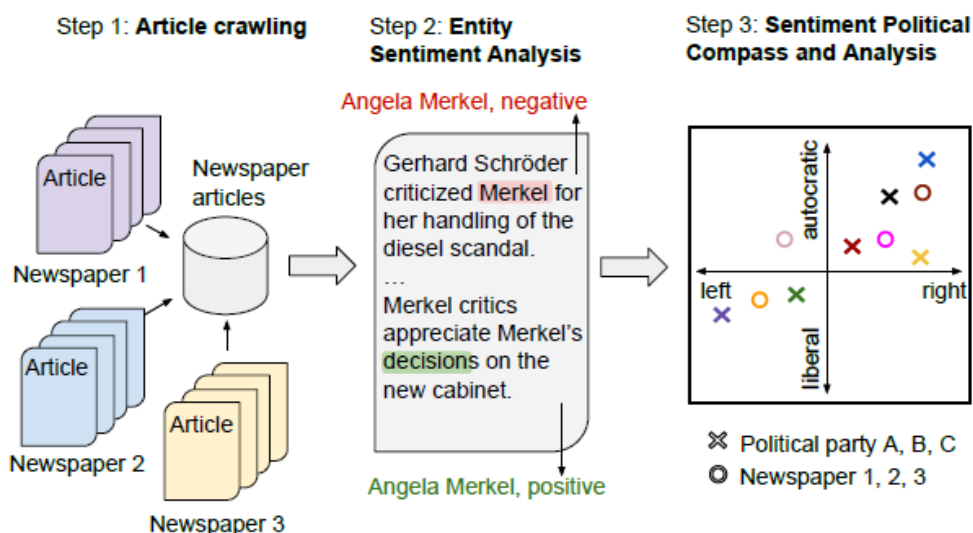 Step 1: Article crawling
Step 2: Entity
Sentiment Analysis
Step 3: Sentiment Political
Compass and Analysis
Article
Newspaper 1
Article
Newspaper 2
Article
Newspaper 3
Newspaper
articles
Angela Merkel, negative
Gerhard Schröder
criticized Merkel for
her handling of the
diesel scandal.
...
Merkel critics
appreciate Merkel's
decisions on the
new cabinet.
Angela Merkel, positive
autocratic
left
right
liberal
Political party A, B, C
Newspaper 1, 2, 3